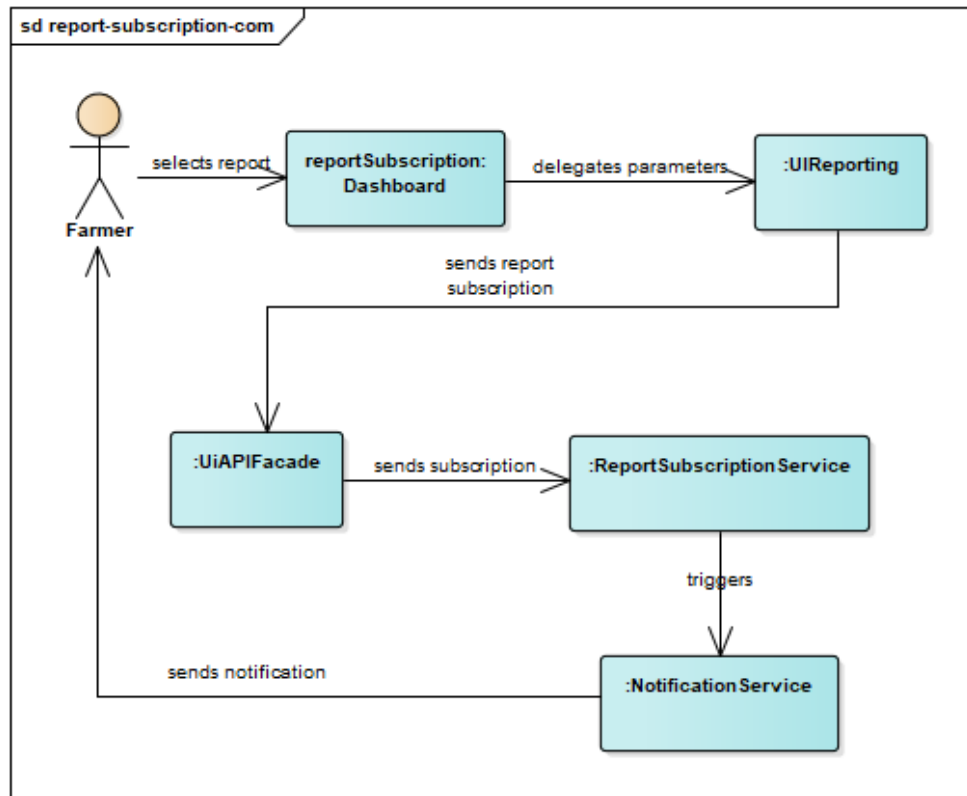 sd report-subscription-com
selects report
reportSubscription:
Dashboard
delegates parameters
:UIReporting
Farmer
sends report
subscription
:UiAPIFacade
sends subscription
:ReportSubscriptionService
triggers
sends notification
:NotificationService